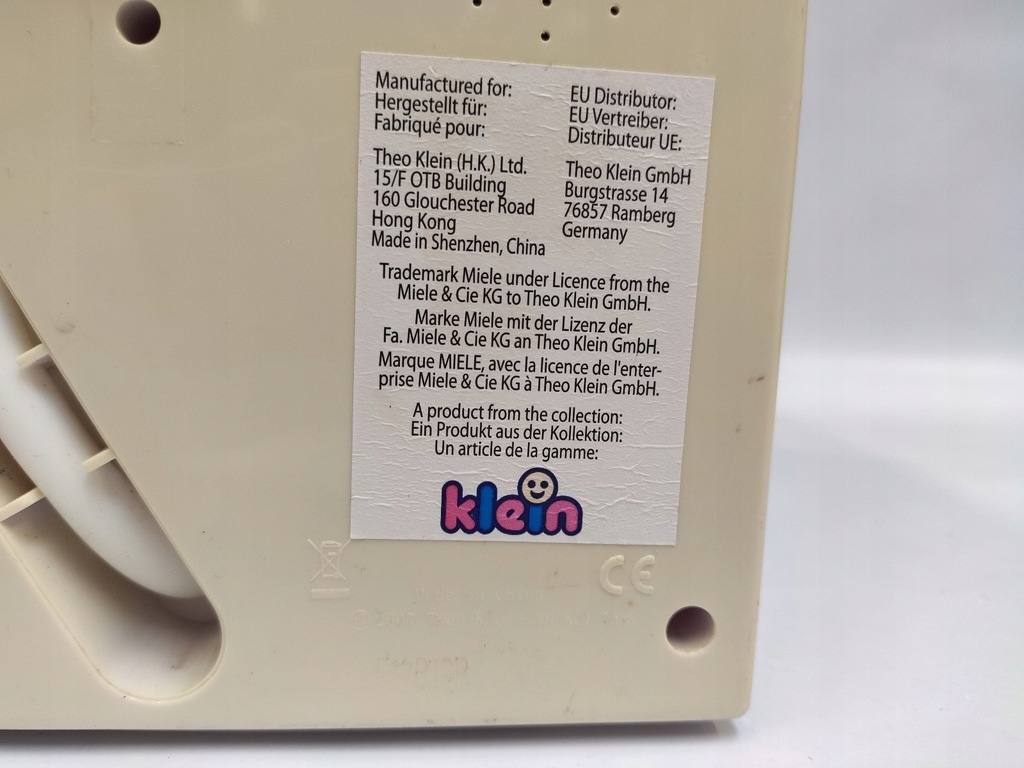 Manufactured for:
Hergestellt für:
Fabriqué pour:
Theo Klein (H.K.) Ltd.
15/F OTB Building
160 Glouchester Road
Hong Kong
Made in Shenzhen, China
EU Distributor:
EU Vertreiber:
Distributeur UE:
Theo Klein GmbH
Burgstrasse 14
76857 Ramberg
Germany
Trademark Miele under Licence from the
Miele & Cie KG to Theo Klein GmbH.
Marke Miele mit der Lizenz der
Fa. Miele & Cie KG an Theo Klein GmbH.
Marque MIELE, avec la licence de l'enter-
prise Miele & Cie KG à Theo Klein GmbH.
A product from the collection:
Ein Produkt aus der Kollektion:
Un article de la gamme:
klein
CE